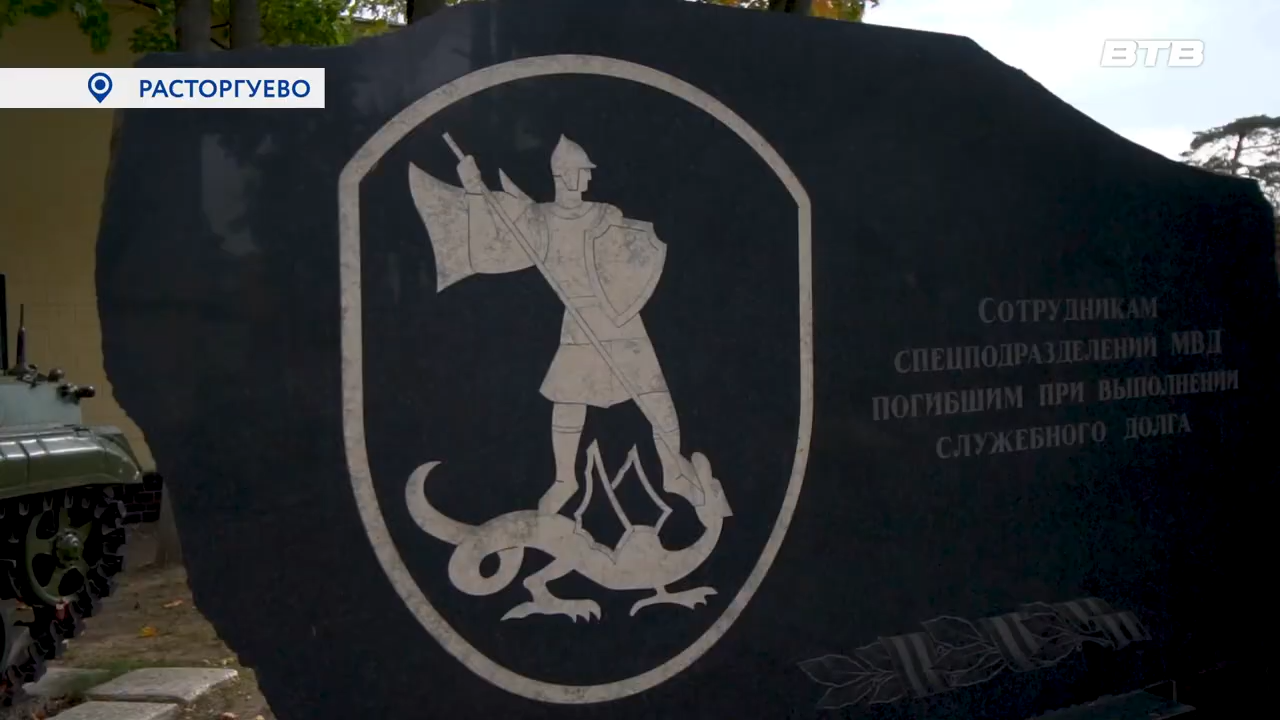 ВТВ
РАСТОРГУЕВО
СОТРУДНИКАМ
СПЕЦПОДРАЗДЕЛЕНИЙ МВД
ПОГИБШИМ ПРИ ВЫПОЛНЕНИИ
СЛУЖЕБНОГО ДОЛГА